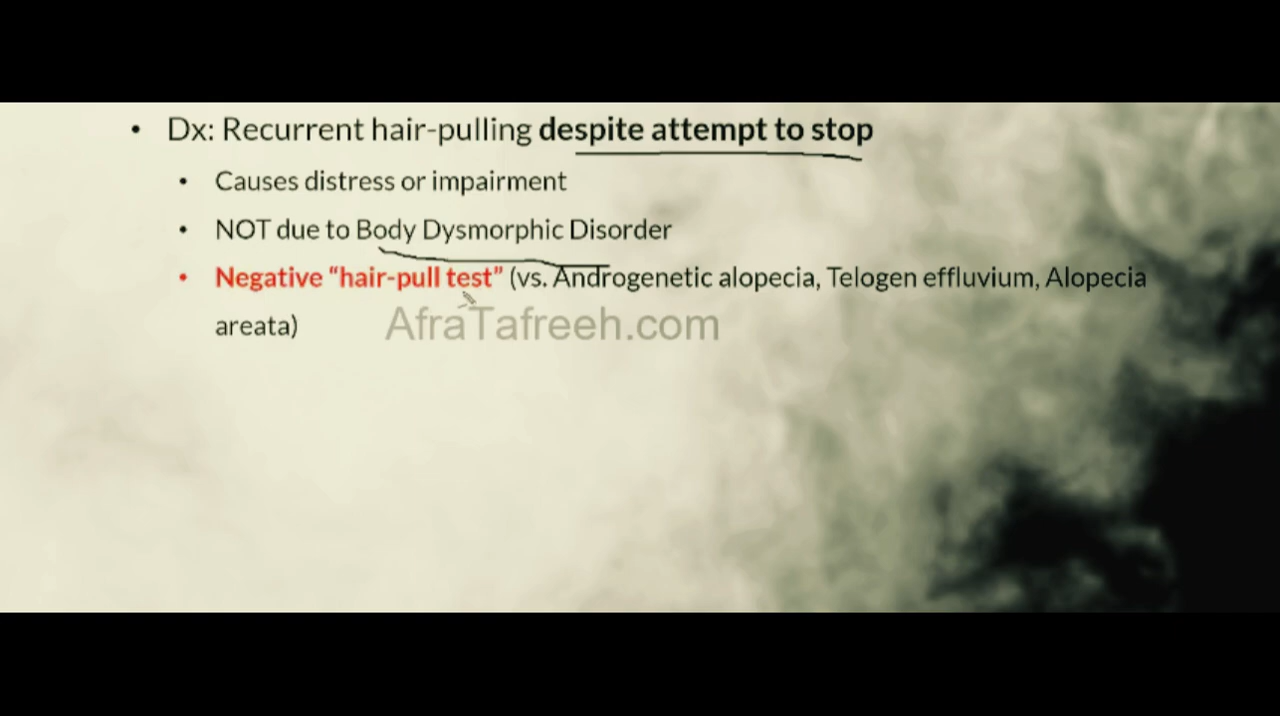 • Dx: Recurrent hair-pulling despite attempt to stop
• Causes distress or impairment
• NOT due to Body Dysmorphic Disorder
• Negative “hair-pull test” (vs. Androgenetic alopecia, Telogen effluvium, Alopecia
areata)
AfraTafreeh.com